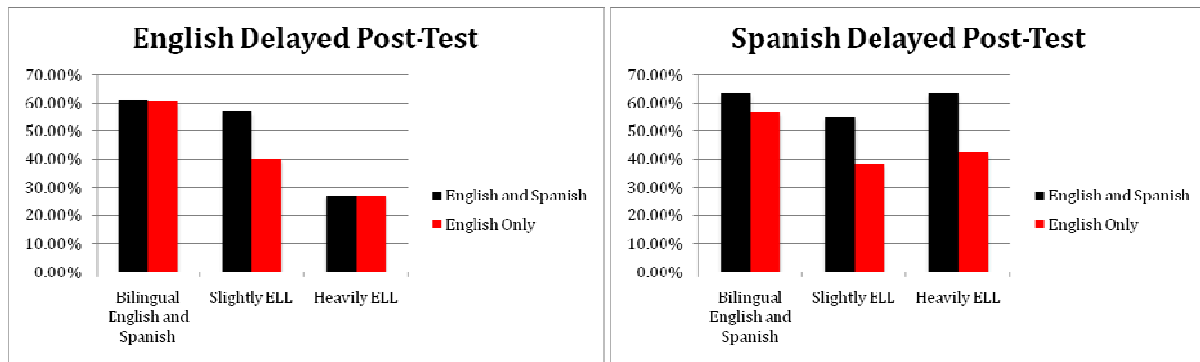 English Delayed Post-Test
70.00%
60.00%
50.00%
40.00%
30.00%
20.00%
10.00%
0.00%
Bilingual English and Spanish
Slightly ELL
Heavily ELL
English and Spanish
English Only
Spanish Delayed Post-Test
70.00%
60.00%
50.00%
40.00%
30.00%
20.00%
10.00%
0.00%
Bilingual
English and
Spanish
Slightly ELL
Heavily ELL
English and Spanish
English Only